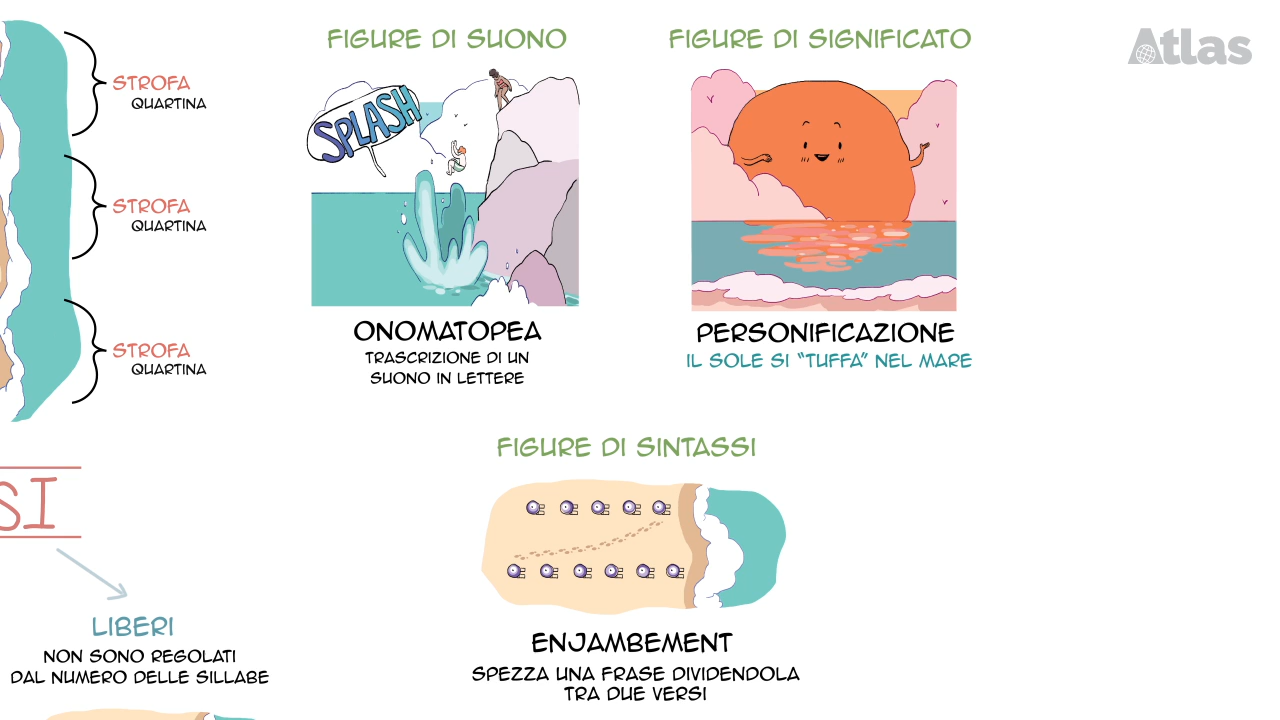 STROFA
QUARTINA
STROFA
QUARTINA
STROFA
QUARTINA
SI
LIBERI
NON SONO REGOLATI
DAL NUMERO DELLE SILLABE
FIGURE DI SUONO
SPLASH
ONOMATOPEA
TRASCRIZIONE DI UN
SUONO IN LETTERE
FIGURE DI SIGNIFICATO
PERSONIFICAZIONE
IL SOLE SI “TUFFA” NEL MARE
FIGURE DI SINTASSI
ENJAMBEMENT
SPEZZA UNA FRASE DIVIDENDOLA
TRA DUE VERSI
Atlas